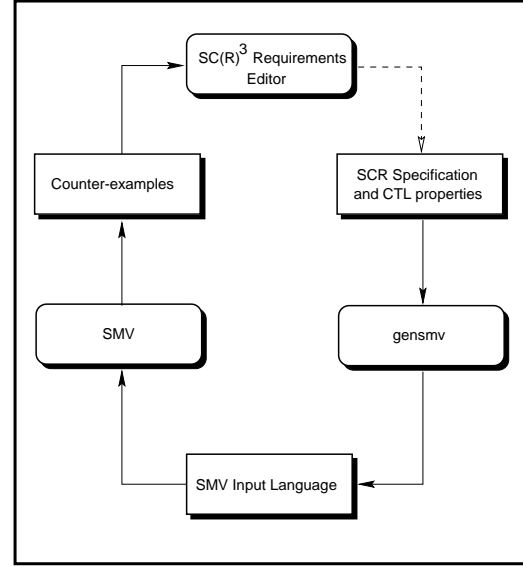 SC(R)³ Requirements
Editor
Counter-examples
SCR Specification
and CTL properties
SMV
gensmv
SMV Input Language